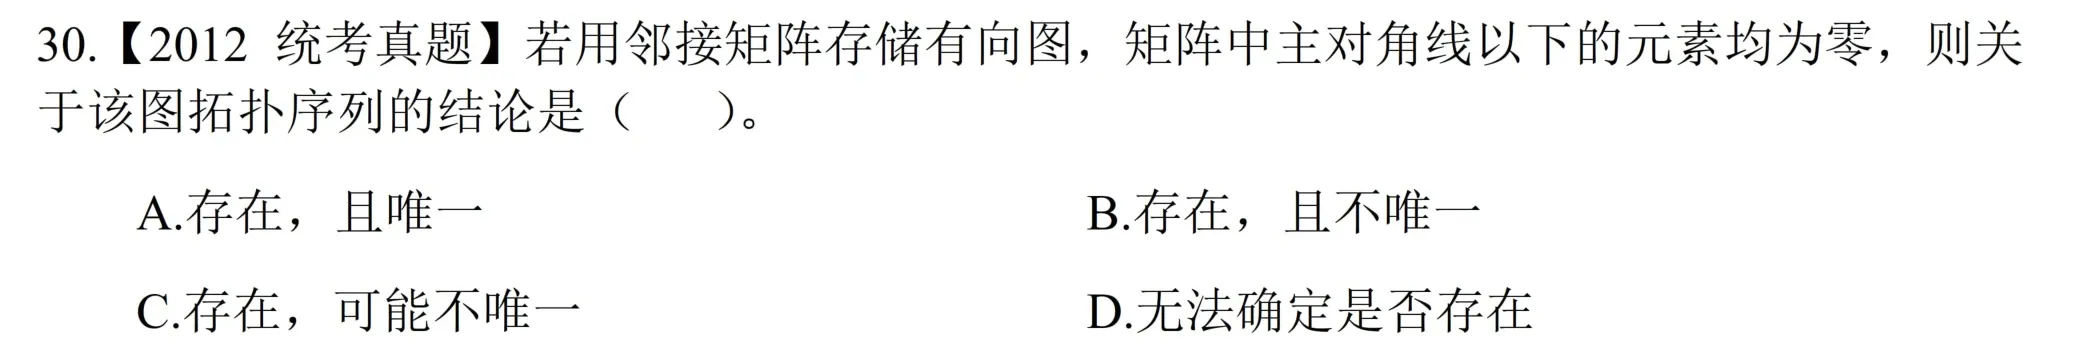 30.【2012 统考真题】若用邻接矩阵存储有向图，矩阵中主对角线以下的元素均为零，则关
于该图拓扑序列的结论是（　　）。
A.存在，且唯一
B.存在，且不唯一
C.存在，可能不唯一
D.无法确定是否存在